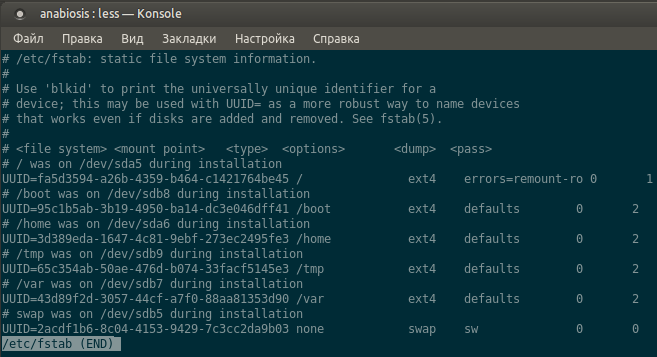 anabiosis : less — Konsole
Файл Правка Вид Закладки Настройка Справка
# /etc/fstab: static file system information.
#
# Use 'blkid' to print the universally unique identifier for a
# device; this may be used with UUID= as a more robust way to name devices
# that works even if disks are added and removed. See fstab(5).
#
# <file system> <mount point>   <type>  <options>       <dump>  <pass>
# / was on /dev/sda5 during installation
UUID=fa5d3594-a26b-4359-b464-c1421764be45 /               ext4    errors=remount-ro 0       1
# /boot was on /dev/sdb8 during installation
UUID=95c1b5ab-3b19-4950-ba14-dc3e046dff41 /boot           ext4    defaults        0       2
# /home was on /dev/sda6 during installation
UUID=3d389eda-1647-4c81-9ebf-273ec2495fe3 /home           ext4    defaults        0       2
# /tmp was on /dev/sdb9 during installation
UUID=65c354ab-50ae-476d-b074-33facf5145e3 /tmp            ext4    defaults        0       2
# /var was on /dev/sdb7 during installation
UUID=43d89f2d-3057-44cf-a7f0-88aa81353d90 /var            ext4    defaults        0       2
# swap was on /dev/sdb5 during installation
UUID=2acdf1b6-8c04-4153-9429-7c3cc2da9b03 none            swap    sw              0       0
/etc/fstab (END)